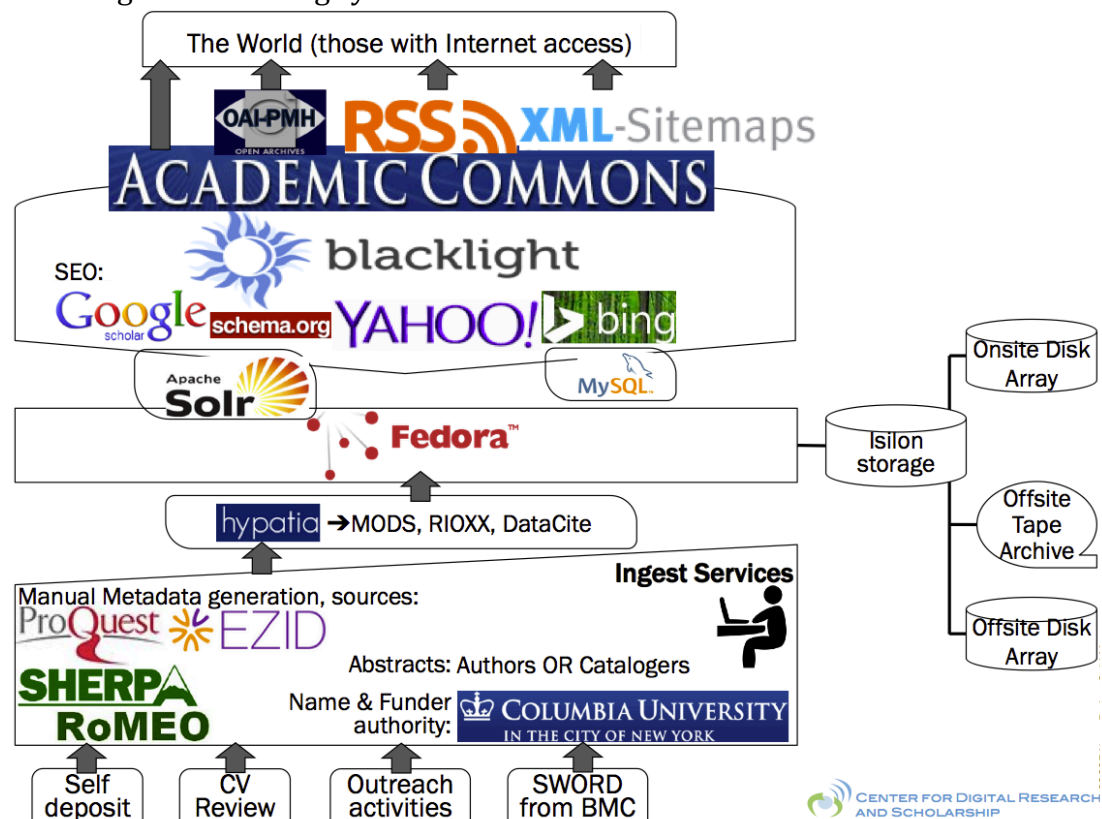 The World (those with Internet access)
OAI-PMH
OPEN ARCHIVES
RSS
XML-Sitemaps
ACADEMIC COMMONS
blacklight
SEO:
Google
scholar
schema.org
YAHOO!
bing
Apache
Solr
MySQL
Fedora™
hypatia
➔MODS, RIOXX, DataCite
Ingest Services
Manual Metadata generation, sources:
ProQuest
EZID
SHERPA
RoMEO
Abstracts: Authors OR Catalogers
Name & Funder
authority:
COLUMBIA UNIVERSITY
IN THE CITY OF NEW YORK
Self
deposit
CV
Review
Outreach
activities
SWORD
from BMC
Isilon
storage
Onsite Disk
Array
Offsite
Tape
Archive
Offsite Disk
Array
CENTER FOR DIGITAL RESEARCH
AND SCHOLARSHIP